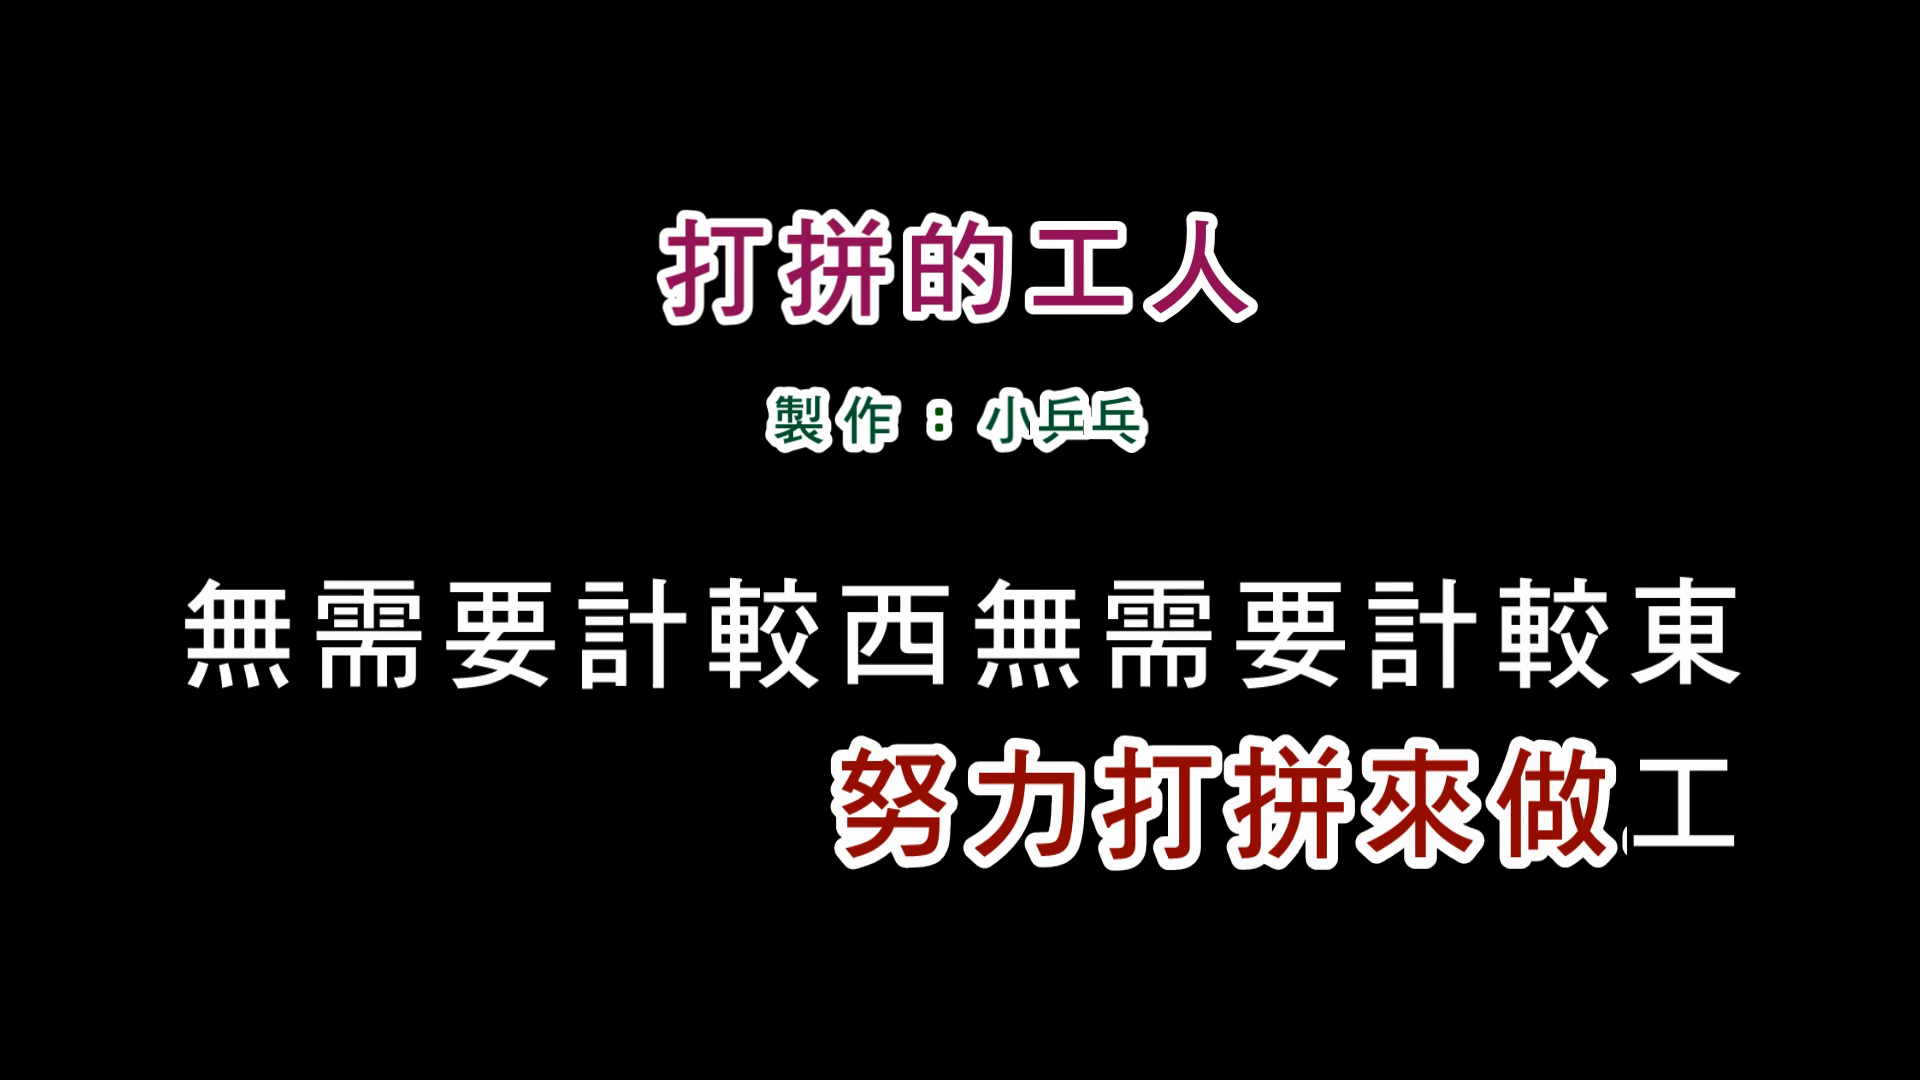 打拼的工人
製作：小乒乓
無需要計較西無需要計較東
努力打拼來做工